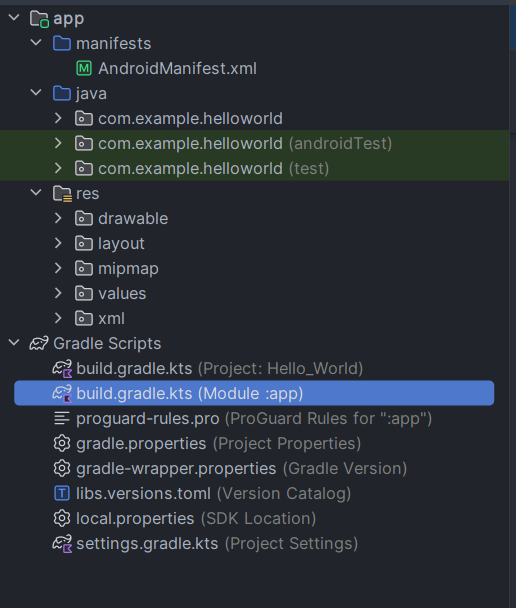 app
manifests
M AndroidManifest.xml
java
com.example.helloworld
com.example.helloworld (androidTest)
com.example.helloworld (test)
res
drawable
layout
mipmap
values
xml
Gradle Scripts
build.gradle.kts (Project: Hello_World)
build.gradle.kts (Module :app)
proguard-rules.pro (ProGuard Rules for ":app")
gradle.properties (Project Properties)
gradle-wrapper.properties (Gradle Version)
T libs.versions.toml (Version Catalog)
local.properties (SDK Location)
settings.gradle.kts (Project Settings)